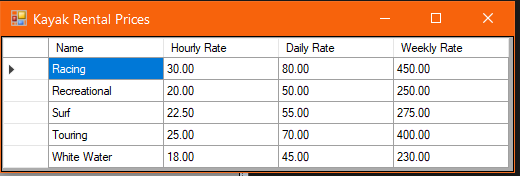 Kayak Rental Prices
Name Hourly Rate Daily Rate Weekly Rate
Racing 30.00 80.00 450.00
Recreational 20.00 50.00 250.00
Surf 22.50 55.00 275.00
Touring 25.00 70.00 400.00
White Water 18.00 45.00 230.00